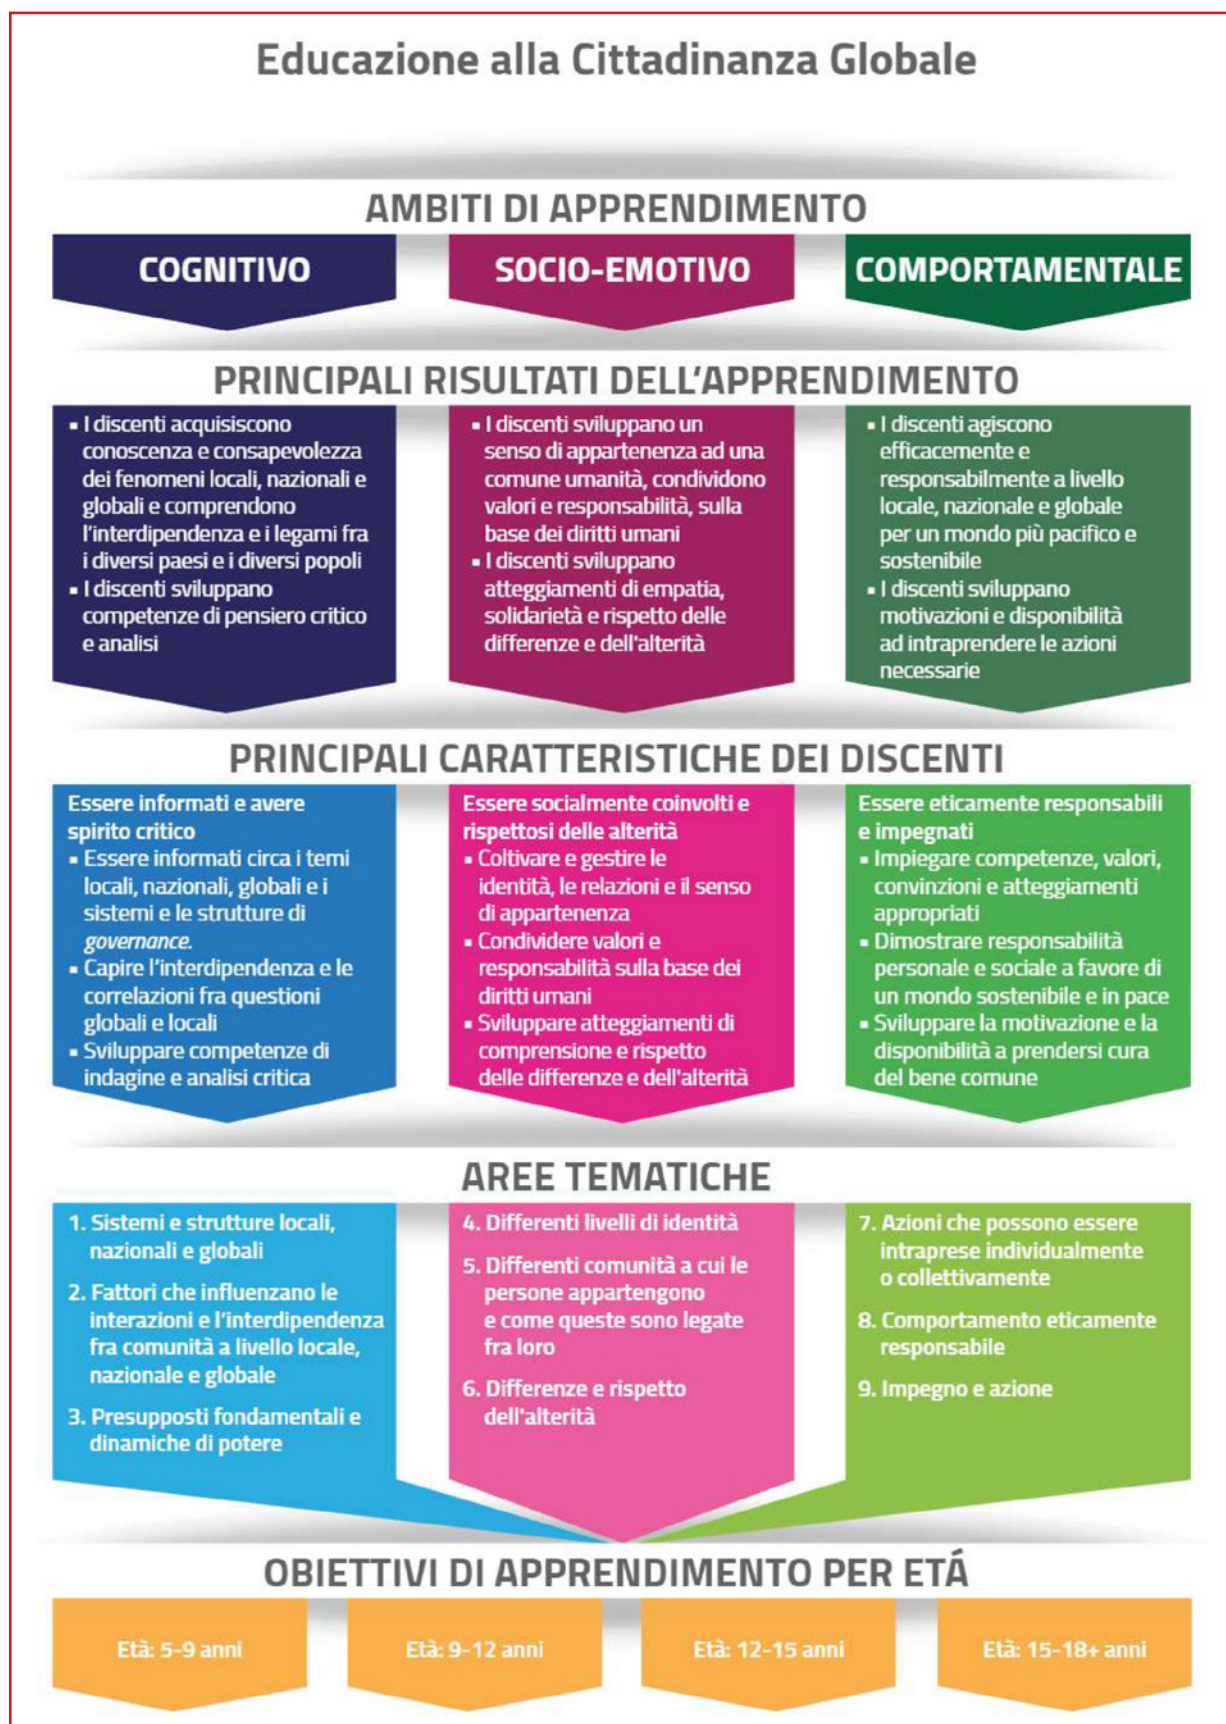 Educazione alla Cittadinanza Globale
AMBITI DI APPRENDIMENTO
COGNITIVO
SOCIO-EMOTIVO
COMPORTAMENTALE
PRINCIPALI RISULTATI DELL'APPRENDIMENTO
▪ I discenti acquisiscono
conoscenza e consapevolezza
dei fenomeni locali, nazionali e
globali e comprendono
l'interdipendenza e i legami fra
i diversi paesi e i diversi popoli
▪ I discenti sviluppano
competenze di pensiero critico
e analisi
▪ I discenti sviluppano un
senso di appartenenza ad una
comune umanità, condividono
valori e responsabilità, sulla
base dei diritti umani
▪ I discenti sviluppano
atteggiamenti di empatia,
solidarietà e rispetto delle
differenze e dell'alterità
▪ I discenti agiscono
efficacemente e
responsabilmente a livello
locale, nazionale e globale
per un mondo più pacifico e
sostenibile
▪ I discenti sviluppano
motivazioni e disponibilità
ad intraprendere le azioni
necessarie
PRINCIPALI CARATTERISTICHE DEI DISCENTI
Essere informati e avere
spirito critico
▪ Essere informati circa i temi
locali, nazionali, globali e i
sistemi e le strutture di
governance.
▪ Capire l'interdipendenza e le
correlazioni fra questioni
globali e locali
▪ Sviluppare competenze di
indagine e analisi critica
Essere socialmente coinvolti e
rispettosi delle alterità
▪ Coltivare e gestire le
identità, le relazioni e il senso
di appartenenza
▪ Condividere valori e
responsabilità sulla base dei
diritti umani
▪ Sviluppare atteggiamenti di
comprensione e rispetto
delle differenze e dell'alterità
Essere eticamente responsabili
e impegnati
▪ Impiegare competenze, valori,
convinzioni e atteggiamenti
appropriati
▪ Dimostrare responsabilità
personale e sociale a favore di
un mondo sostenibile e in pace
▪ Sviluppare la motivazione e la
disponibilità a prendersi cura
del bene comune
AREE TEMATICHE
1. Sistemi e strutture locali,
nazionali e globali
2. Fattori che influenzano le
interazioni e l'interdipendenza
fra comunità a livello locale,
nazionale e globale
3. Presupposti fondamentali e
dinamiche di potere
4. Differenti livelli di identità
5. Differenti comunità a cui le
persone appartengono
e come queste sono legate
fra loro
6. Differenze e rispetto
dell'alterità
7. Azioni che possono essere
intraprese individualmente
o collettivamente
8. Comportamento eticamente
responsabile
9. Impegno e azione
OBIETTIVI DI APPRENDIMENTO PER ETÁ
Età: 5-9 anni
Età: 9-12 anni
Età: 12-15 anni
Età: 15-18+ anni